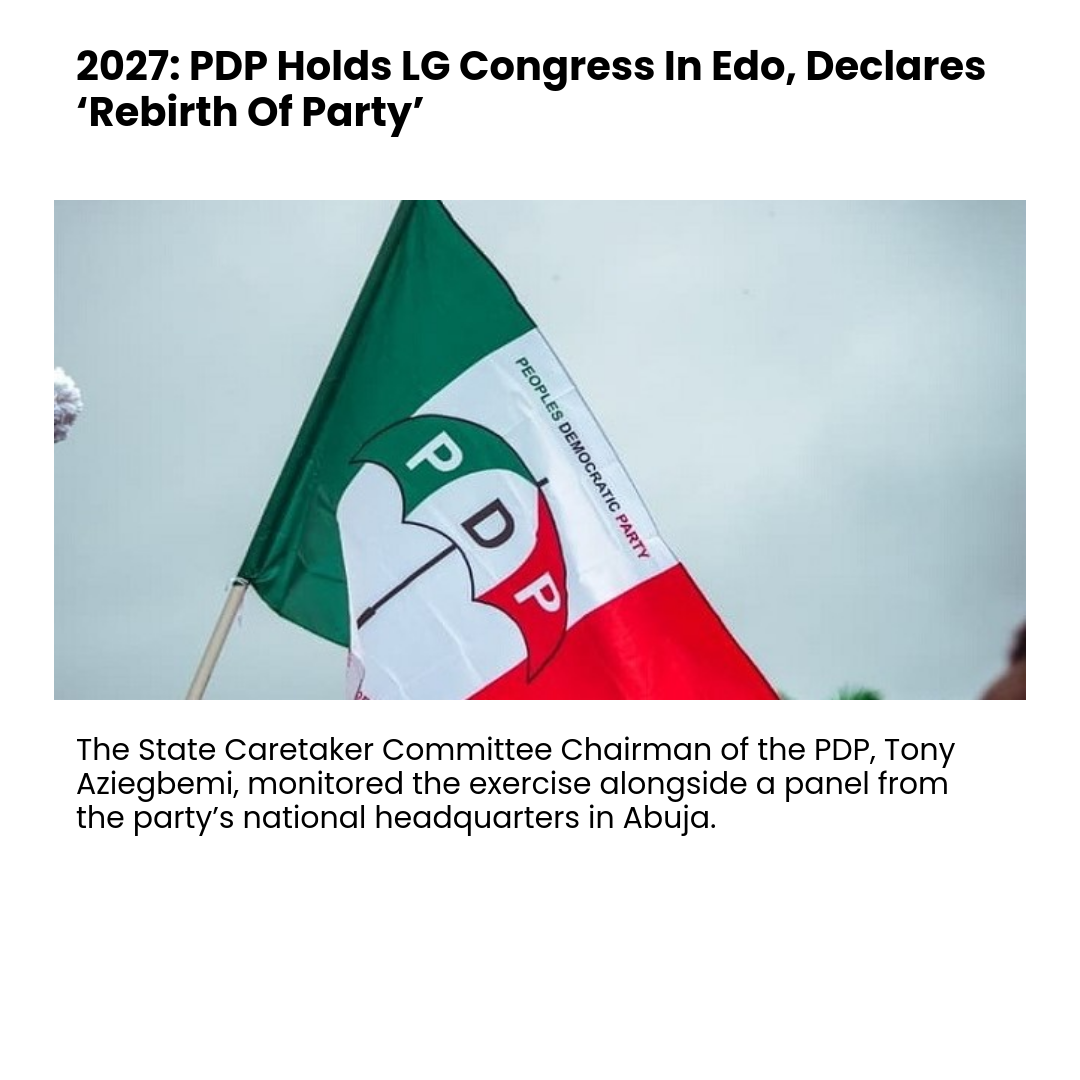 2027: PDP Holds LG Congress In Edo, Declares
‘Rebirth Of Party’
PEOPLES DEMOCRATIC PARTY
P
D
P
The State Caretaker Committee Chairman of the PDP, Tony
Aziegbemi, monitored the exercise alongside a panel from
the party’s national headquarters in Abuja.